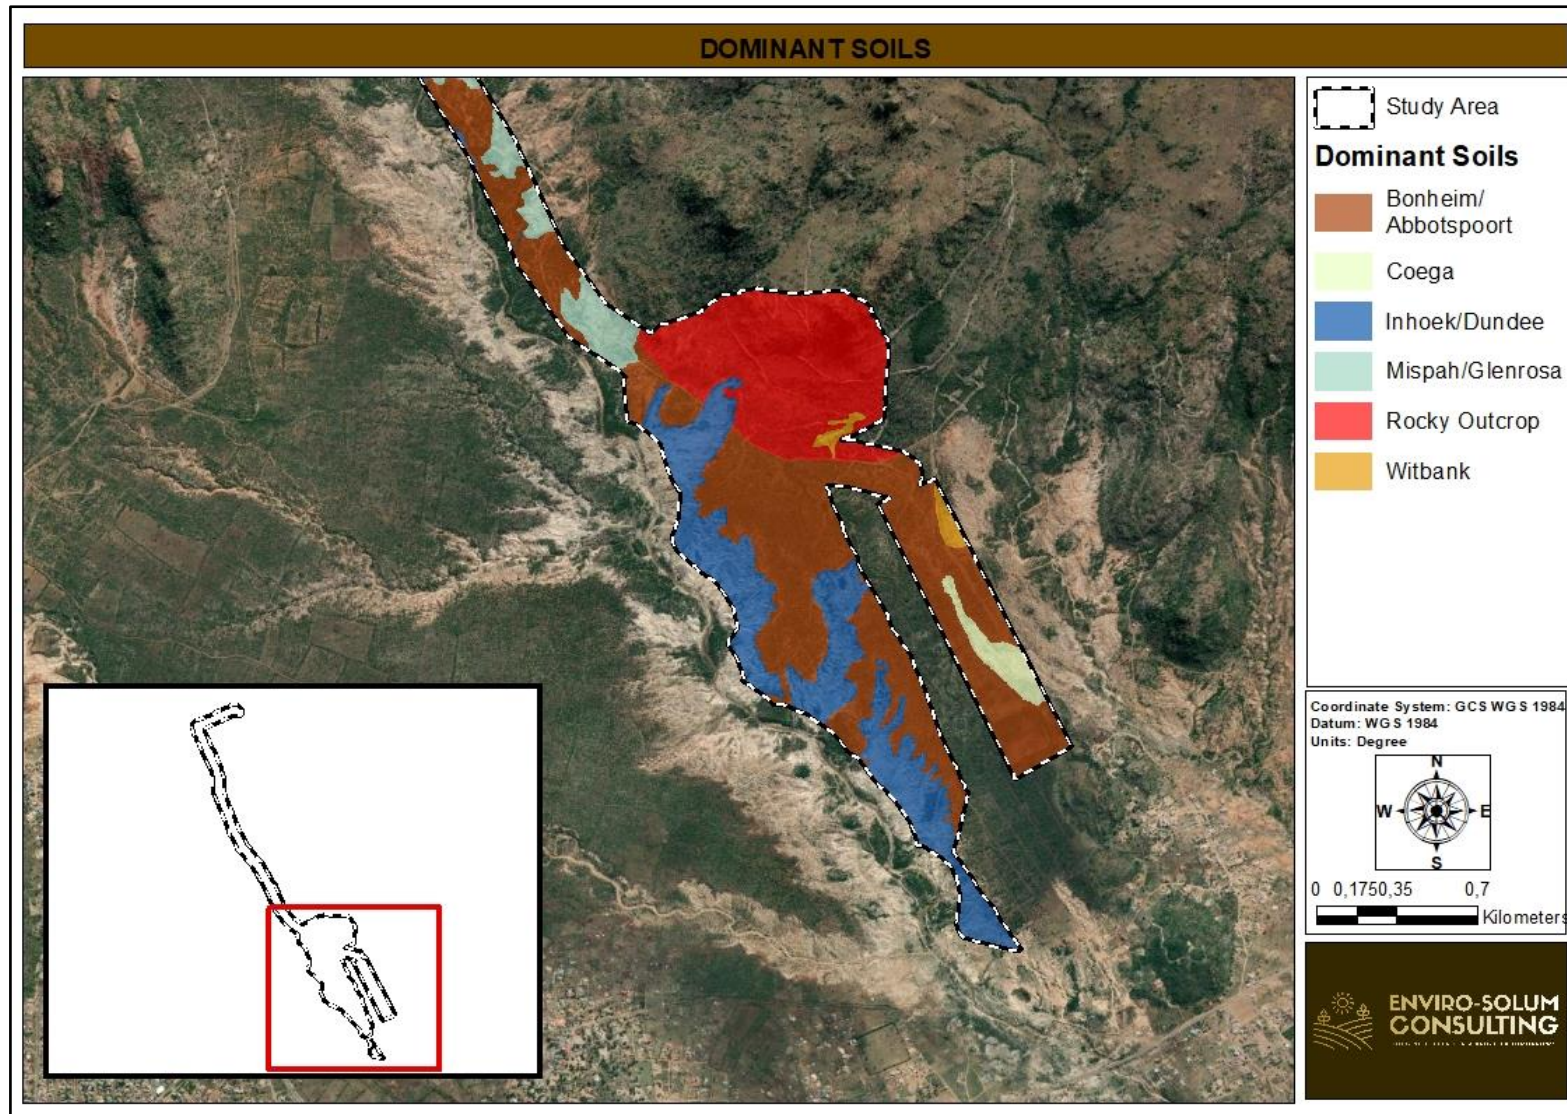 DOMINANT SOILS
Study Area
Dominant Soils
Bonheim/
Abbotspoort
Coega
Inhoek/Dundee
Mispah/Glenrosa
Rocky Outcrop
Witbank
Coordinate System: GCS WGS 1984
Datum: WGS 1984
Units: Degree
N
W E
S
0 0,1750,35 0,7
Kilometers
ENVIRO-SOLUM
CONSULTING